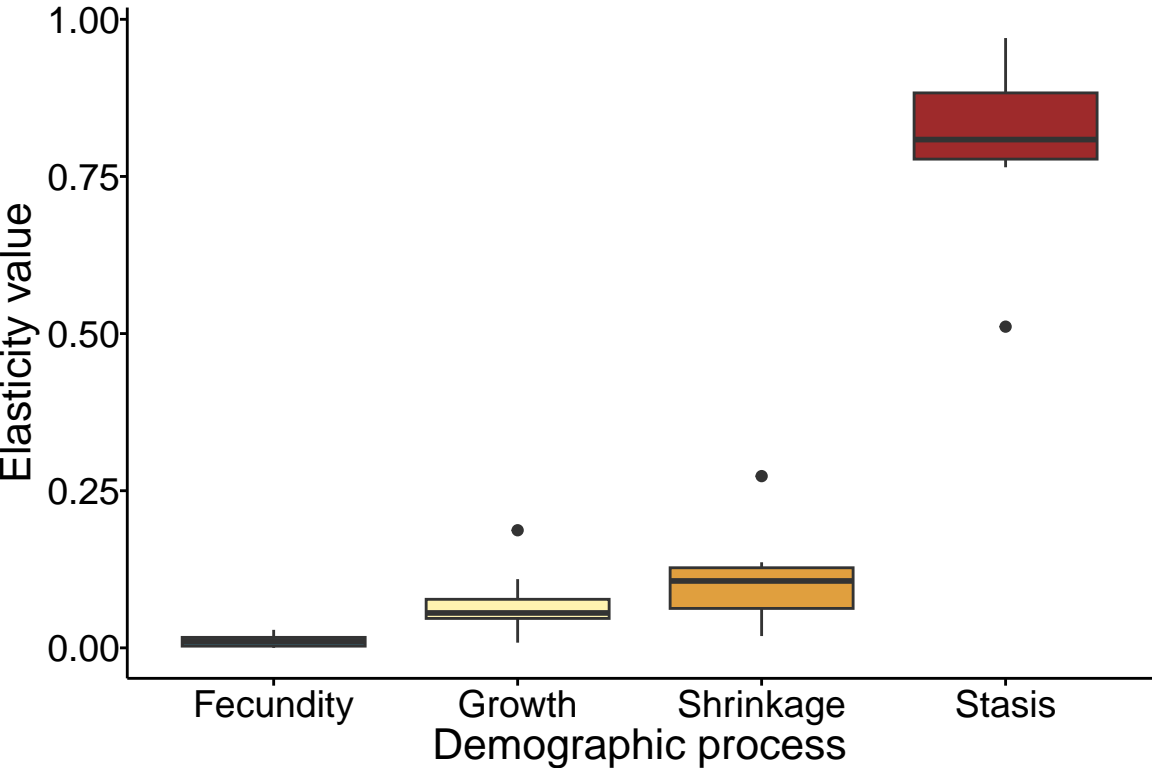 Elasticity value
1.00
0.75
0.50
0.25
0.00
Fecundity Growth Shrinkage Stasis
Demographic process